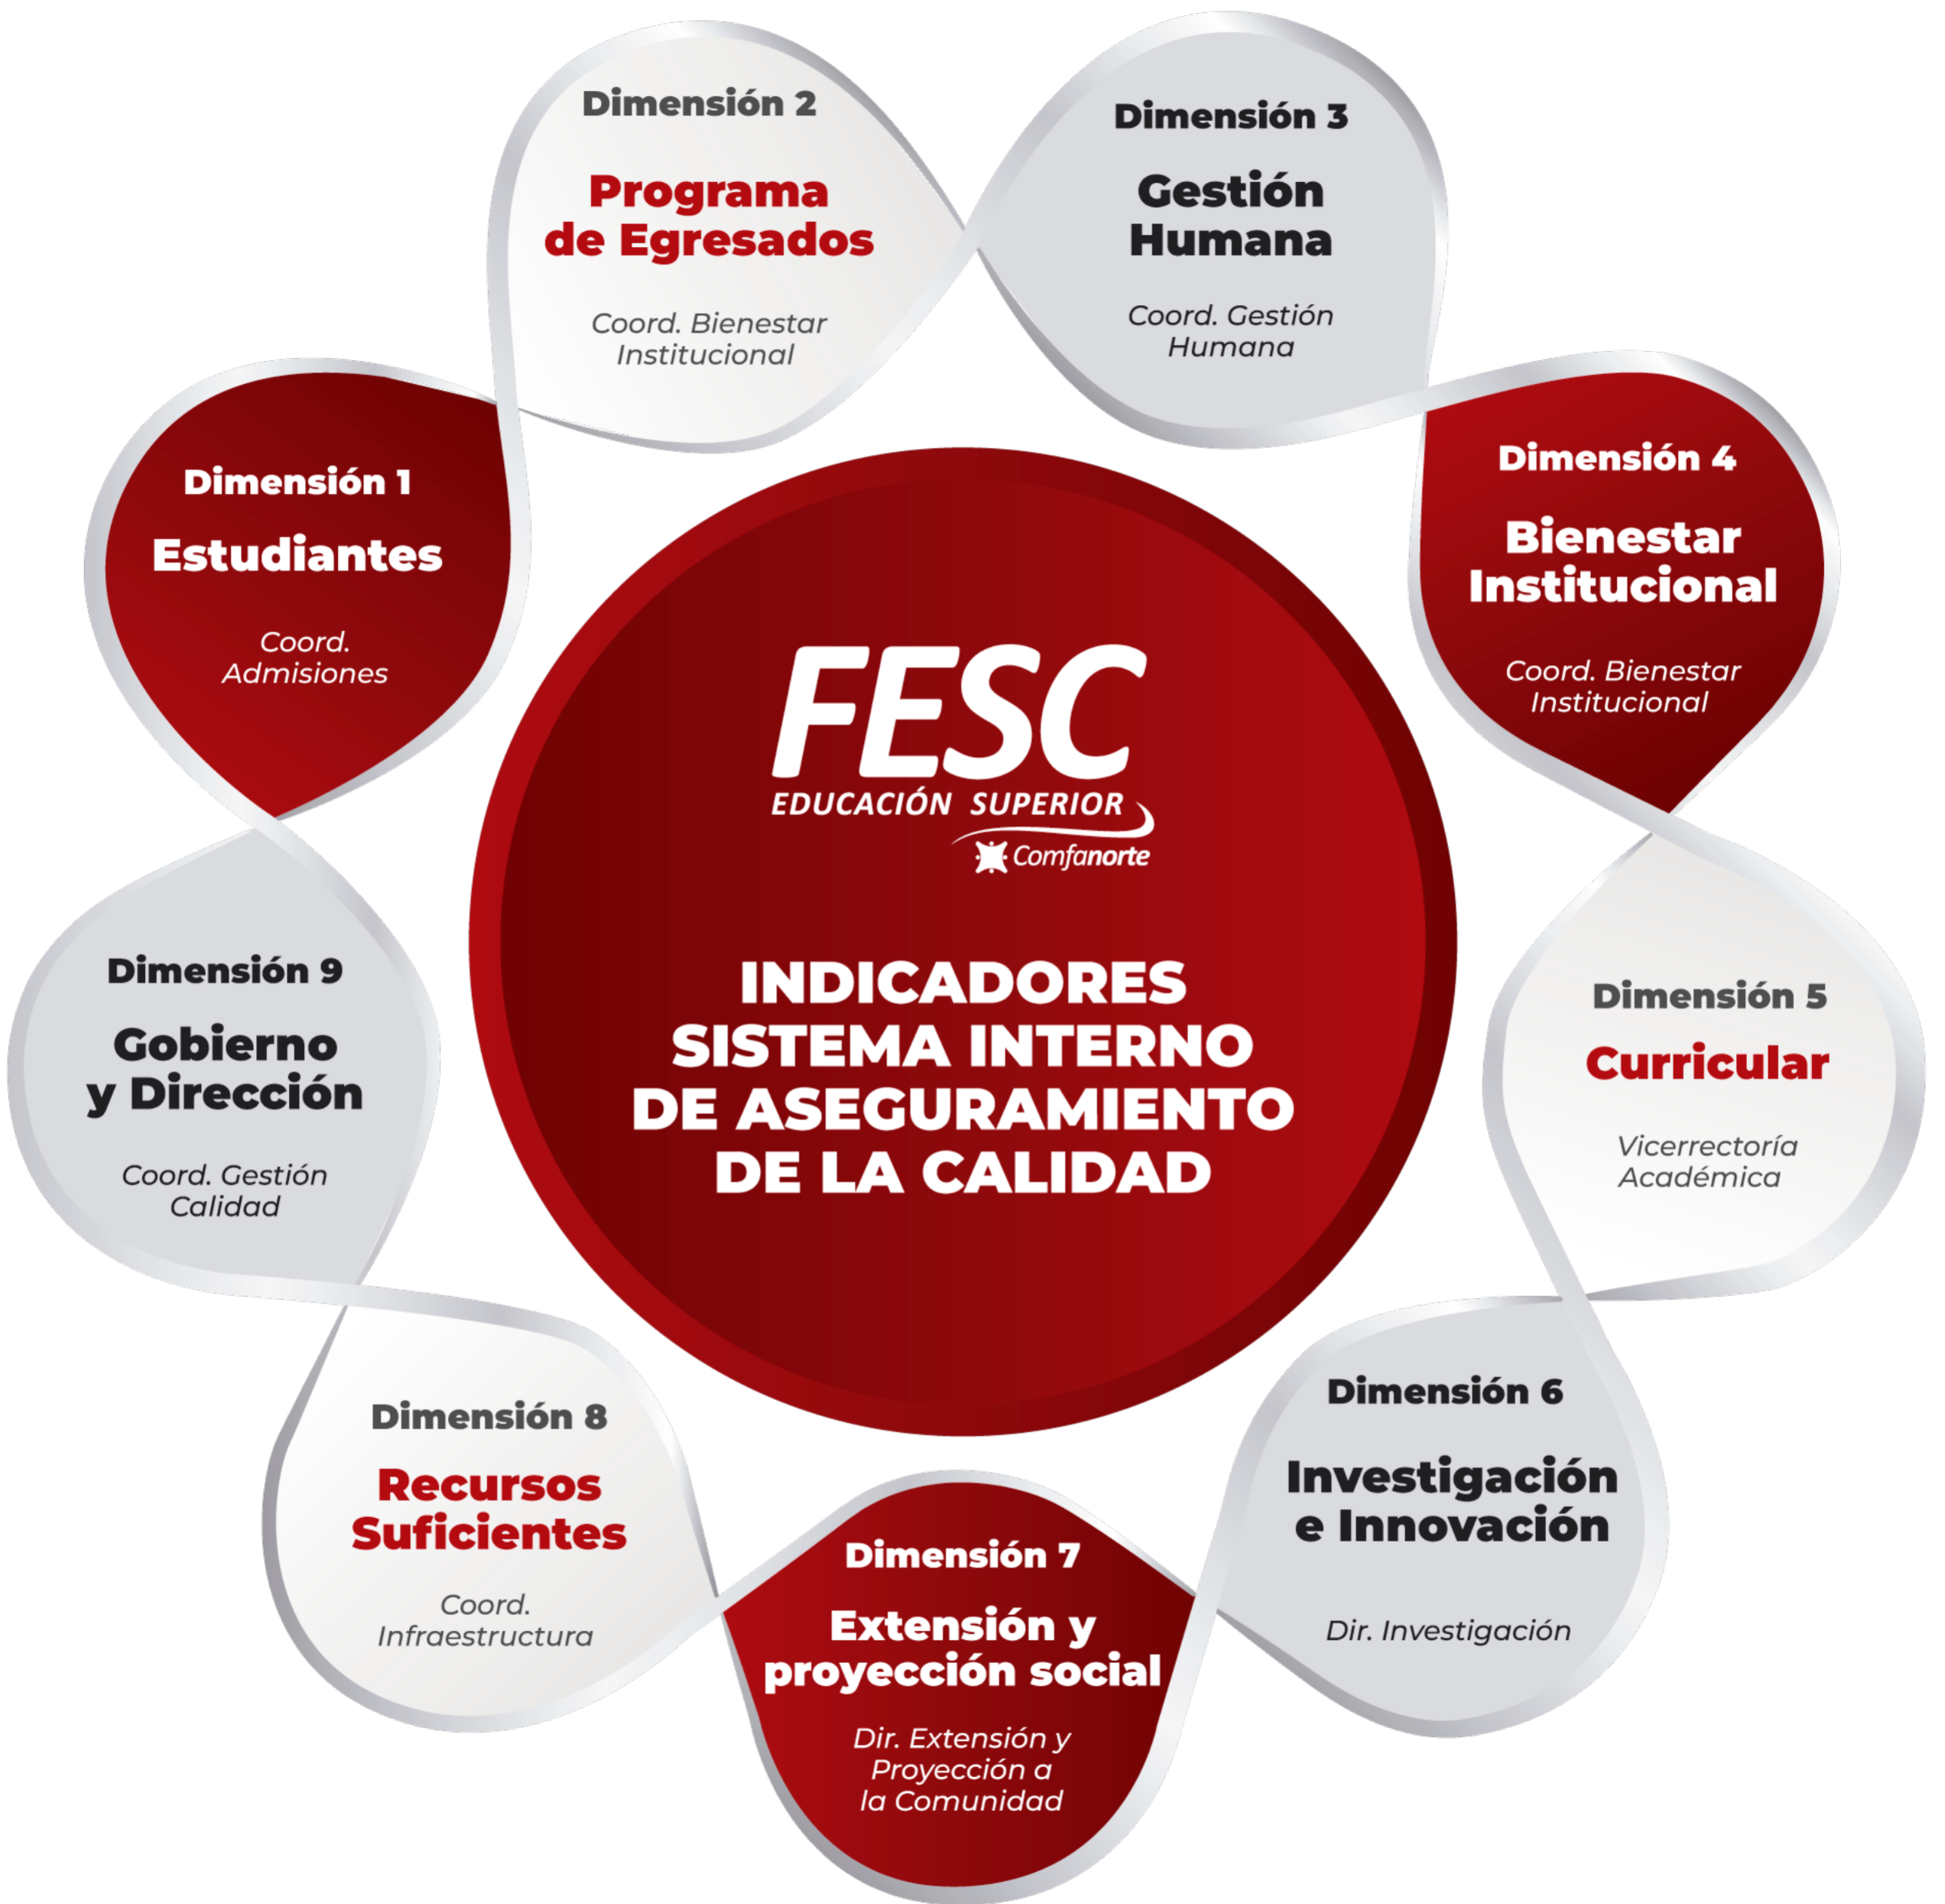 Dimensión 1
Estudiantes
Coord.
Admisiones
Dimensión 2
Programa
de Egresados
Coord. Bienestar
Institucional
Dimensión 3
Gestión
Humana
Coord. Gestión
Humana
Dimensión 4
Bienestar
Institucional
Coord. Bienestar
Institucional
Dimensión 5
Curricular
Vicerrectoría
Académica
Dimensión 6
Investigación
e Innovación
Dir. Investigación
Dimensión 7
Extensión y
proyección social
Dir. Extensión y
Proyección a
la Comunidad
Dimensión 8
Recursos
Suficientes
Coord.
Infraestructura
Dimensión 9
Gobierno
y Dirección
Coord. Gestión
Calidad
FESC
EDUCACIÓN SUPERIOR
Comfanorte
INDICADORES
SISTEMA INTERNO
DE ASEGURAMIENTO
DE LA CALIDAD